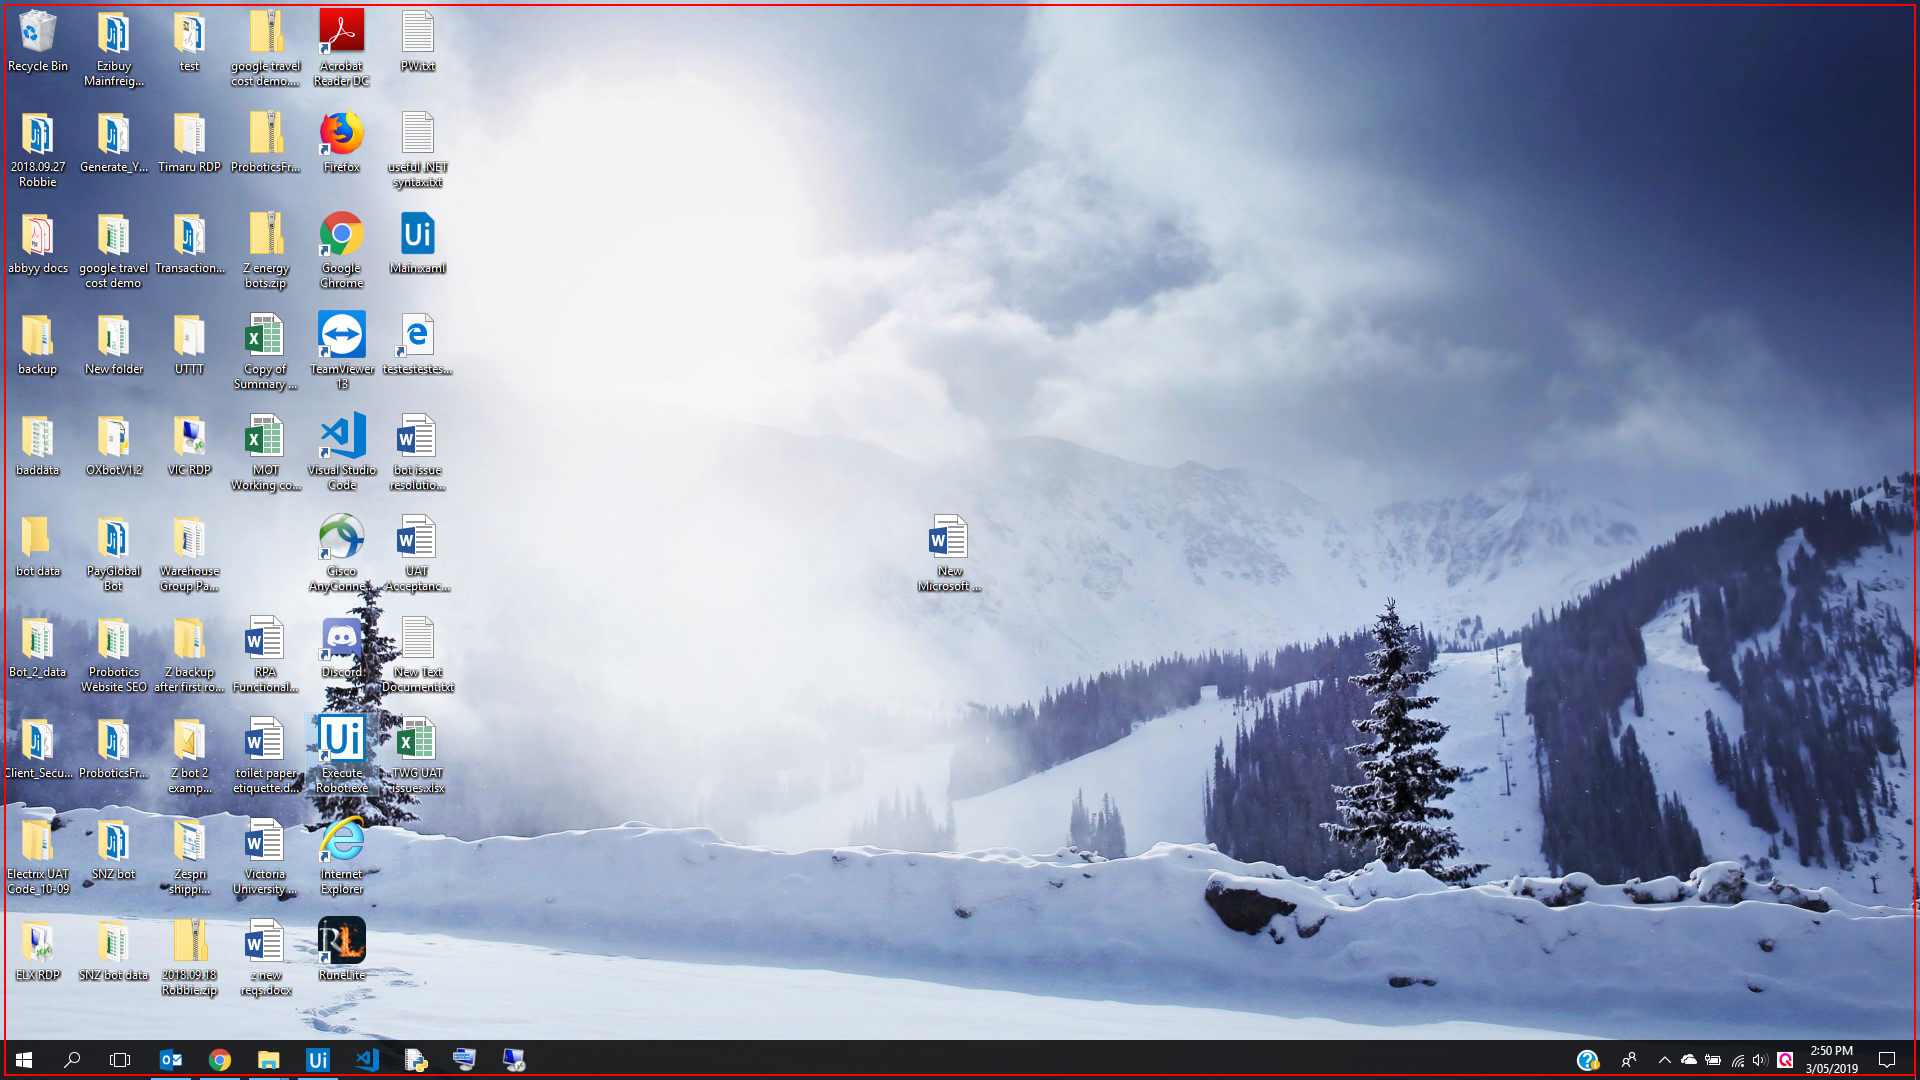 Recycle Bin
Ezibuy
Mainfreig...
test
google travel
cost demo....
Acrobat
Reader DC
PW.txt
2018.09.27
Robbie
Generate_Y...
Timaru RDP
ProboticsFr...
Firefox
useful .NET
syntax.txt
abbyy docs
google travel
cost demo
Transaction...
Z energy
bots.zip
Google
Chrome
Main.xaml
backup
New folder
UTTT
Copy of
Summary ...
TeamViewer
13
testestestes...
baddata
OXbotV1.2
VIC RDP
MOT
Working co...
Visual Studio
Code
bot issue
resolutio...
bot data
PayGlobal
Bot
Warehouse
Group Pa...
Cisco
AnyConne...
UAT
Acceptanc...
New
Microsoft ...
Bot_2_data
Probotics
Website SEO
Z backup
after first ro...
RPA
Functional...
Discord
New Text
Document.txt
Client_Secu...
ProboticsFr...
Z bot 2
examp...
toilet paper
etiquette.d...
Execute
Robot.exe
TWG UAT
issues.xlsx
Electrix UAT
Code_10-09
SNZ bot
Zespri
shippi...
Victoria
University ...
Internet
Explorer
ELX RDP
SNZ bot data
2018.09.18
Robbie.zip
z new
reqs.docx
RuneLite
2:50 PM
3/05/2019